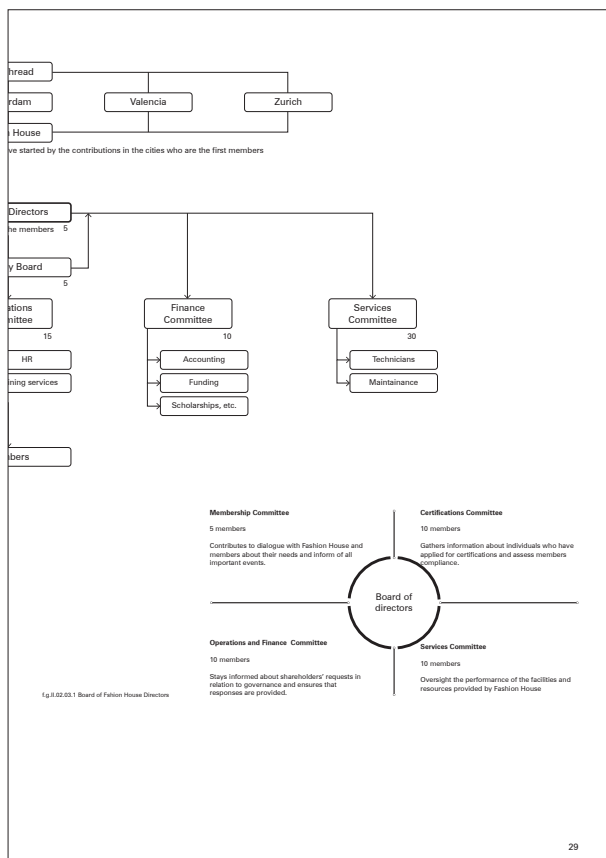 hread
rdam
Valencia
Zurich
n House
ve started by the contributions in the cities who are the first members
Directors
he members 5
y Board
5
ations
mittee
15
Finance
Committee
10
Services
Committee
30
HR
ining services
Accounting
Funding
Scholarships, etc.
Technicians
Maintainance
bers
Membership Committee
5 members
Contributes to dialogue with Fashion House and
members about their needs and inform of all
important events.
Certifications Committee
10 members
Gathers information about individuals who have
applied for certifications and assess members
compliance.
Board of
directors
Operations and Finance Committee
10 members
Stays informed about shareholders' requests in
relation to governance and ensures that
responses are provided.
Services Committee
10 members
Oversight the performarnce of the facilities and
resources provided by Fashion House
f.g.II.02.03.1 Board of Fshion House Directors
29